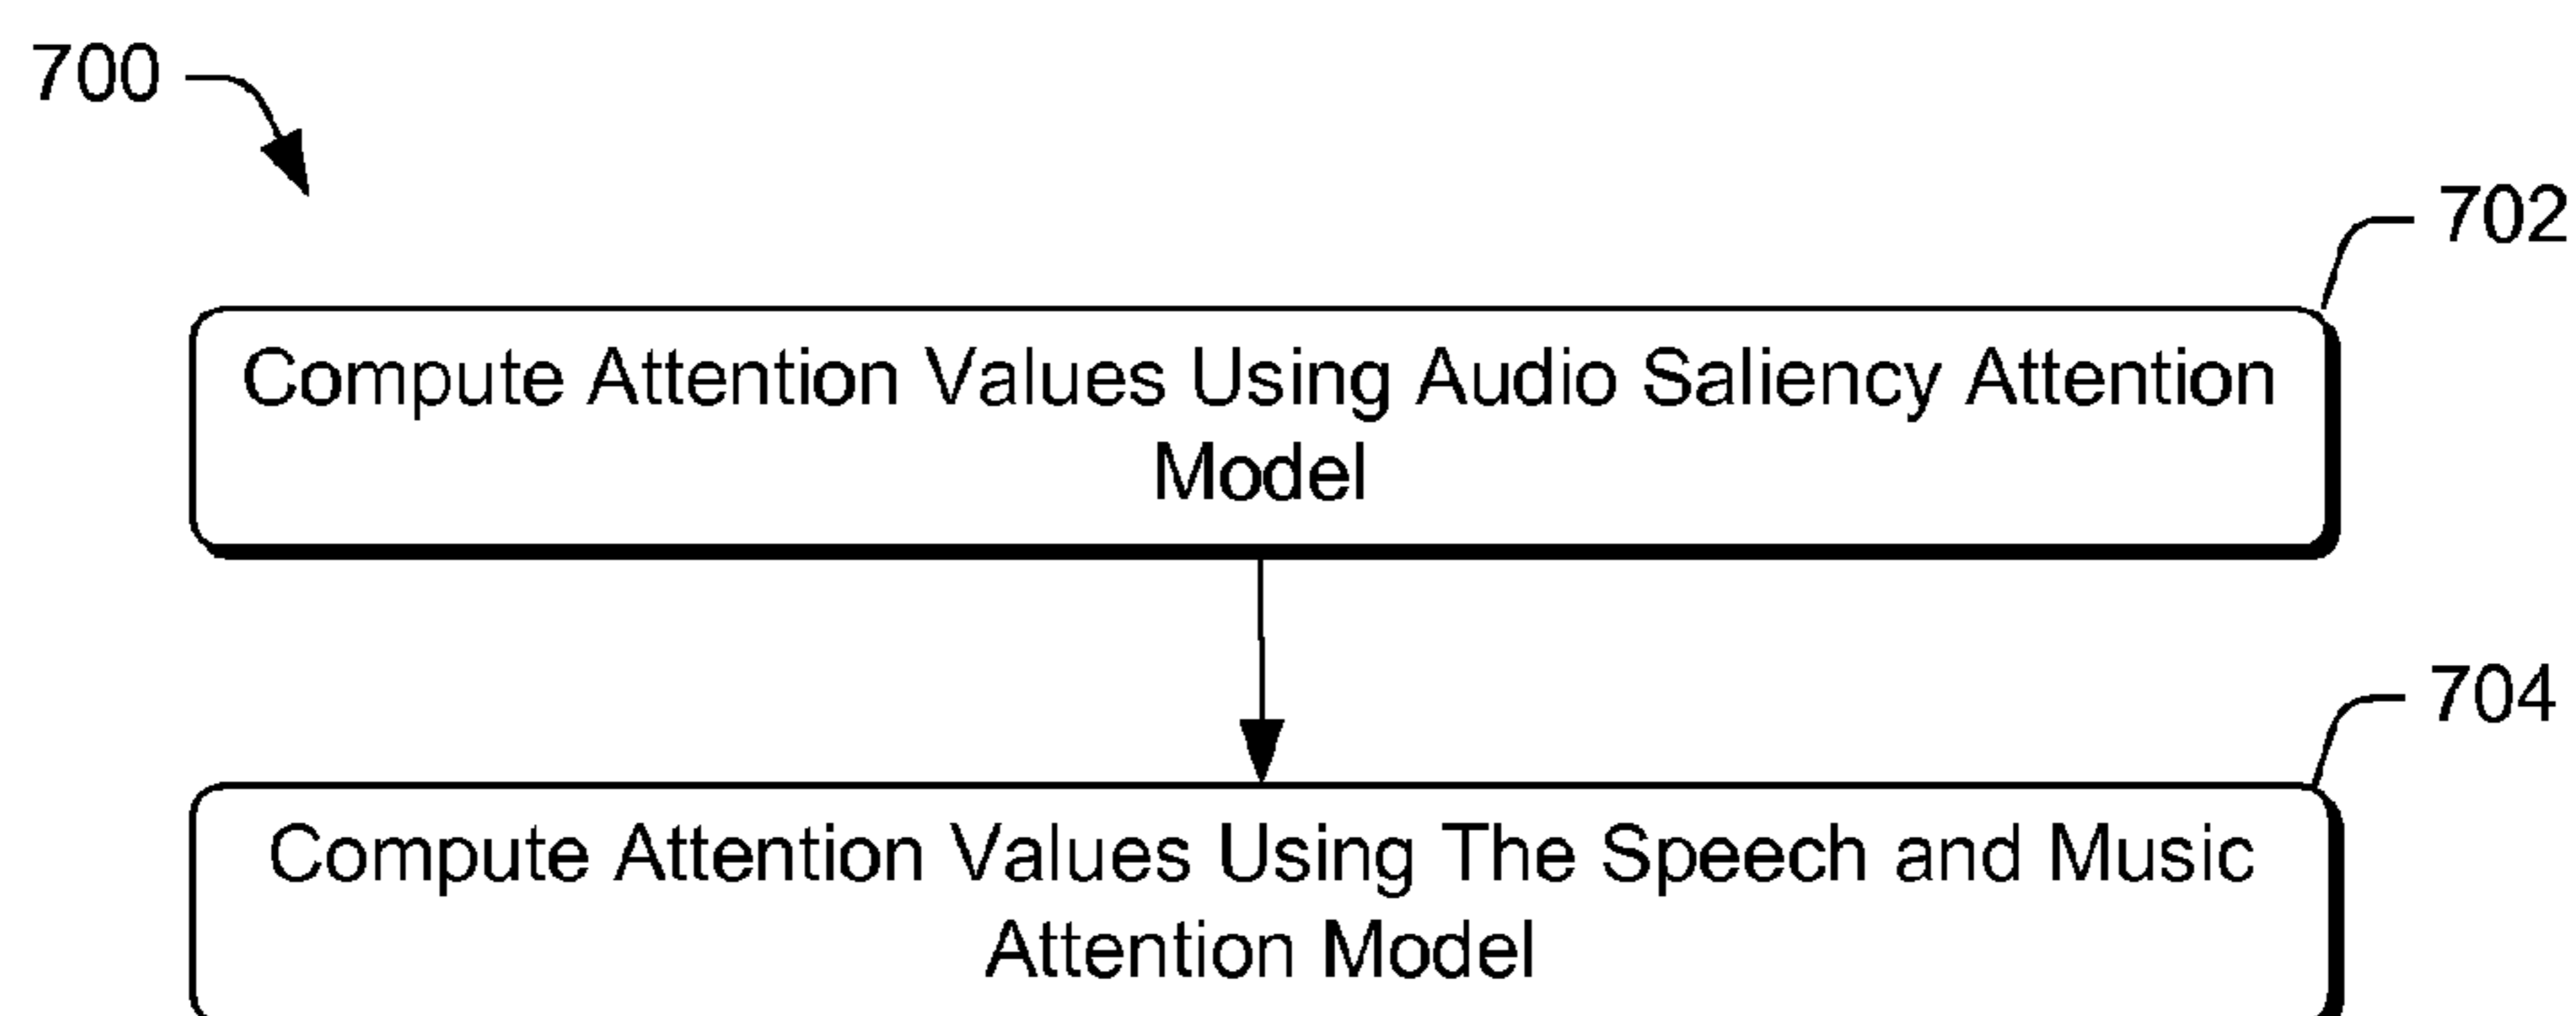 700
702
Compute Attention Values Using Audio Saliency Attention
Model
704
Compute Attention Values Using The Speech and Music
Attention Model